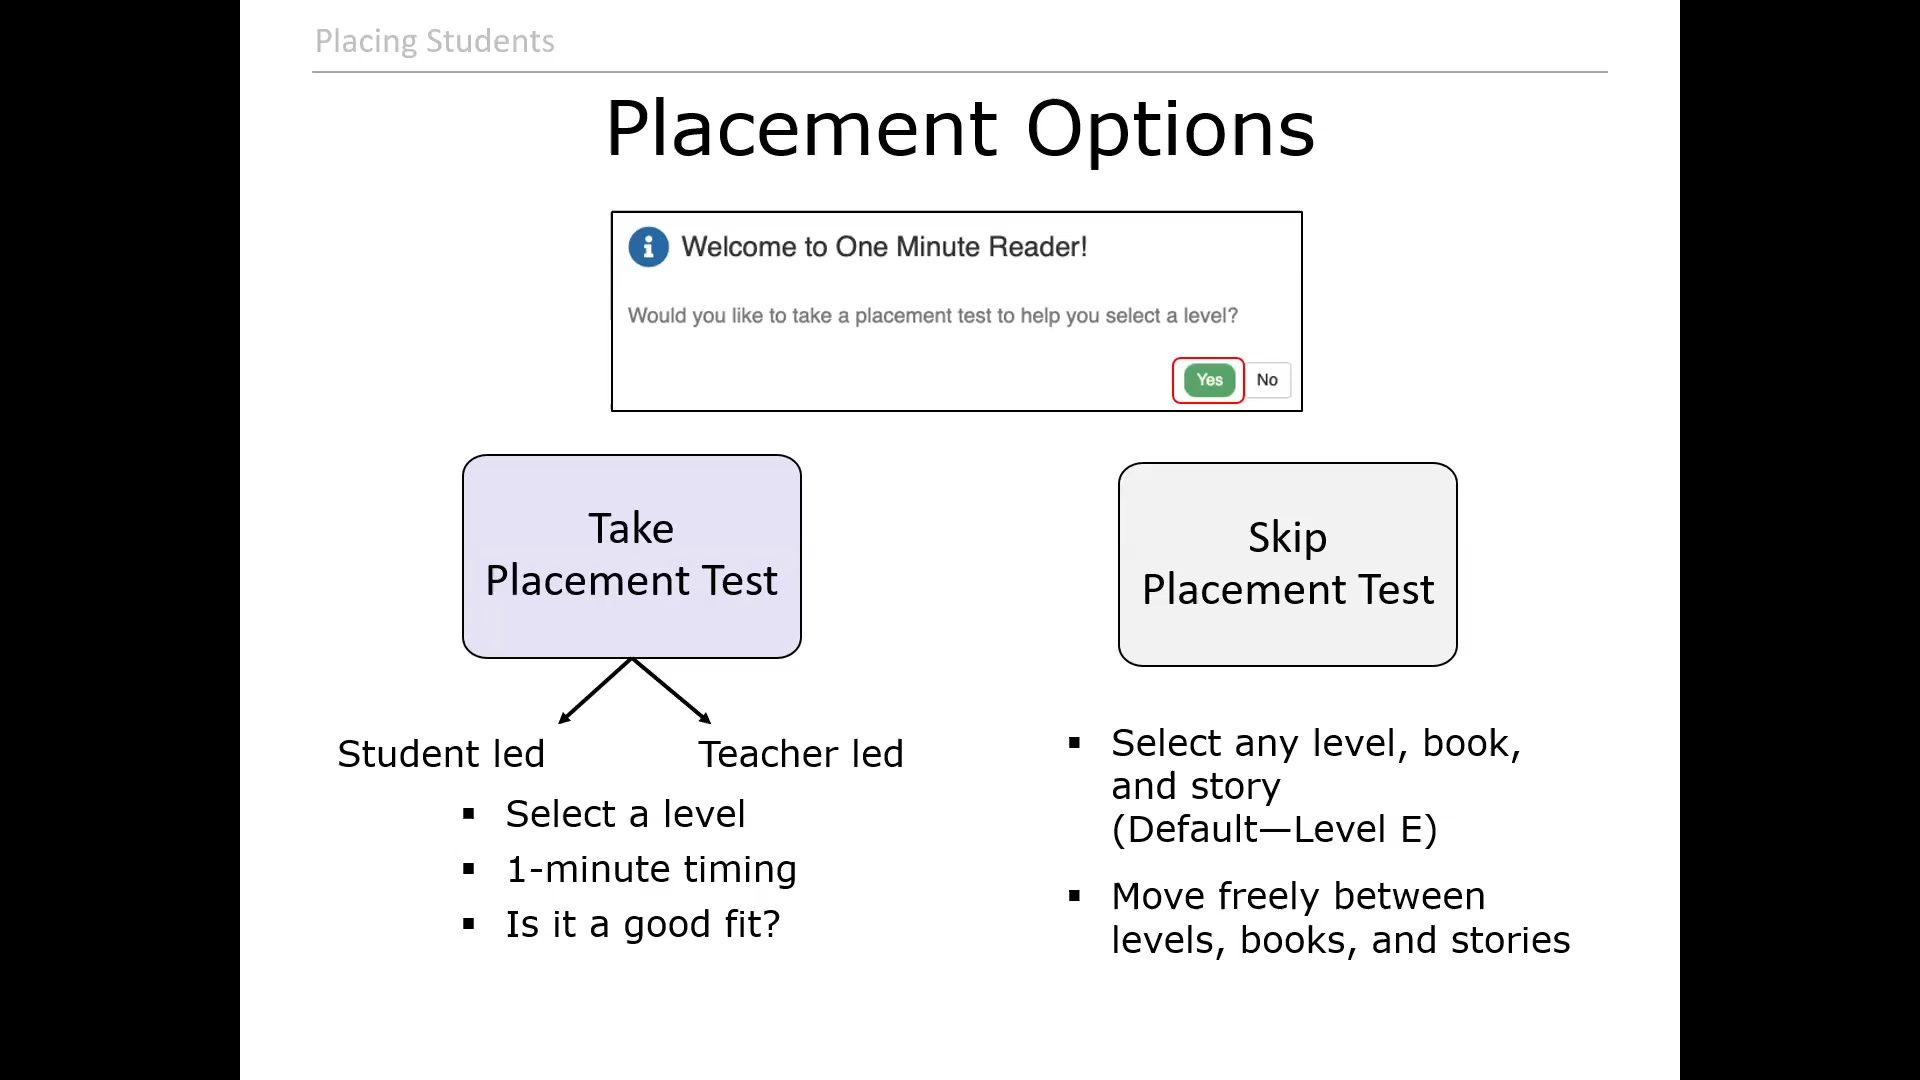 Placing Students
Placement Options
Welcome to One Minute Reader!
Would you like to take a placement test to help you select a level?
Yes No
Take
Placement Test
Student led
Teacher led
▪ Select a level
▪ 1-minute timing
▪ Is it a good fit?
Skip
Placement Test
▪ Select any level, book,
and story
(Default—Level E)
▪ Move freely between
levels, books, and stories